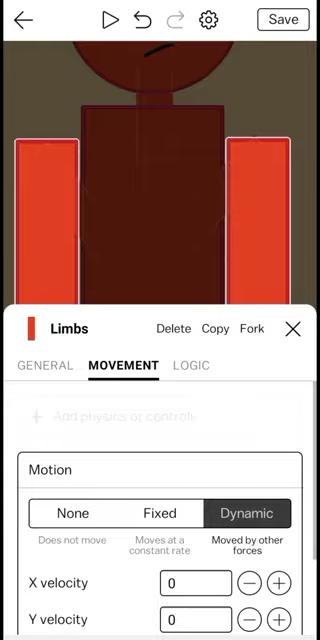 Save
Limbs
Delete Copy Fork
GENERAL MOVEMENT LOGIC
+ Add physics or controls
Motion
None Fixed Dynamic
Does not move Moves at a constant rate Moved by other forces
X velocity 0
Y velocity 0